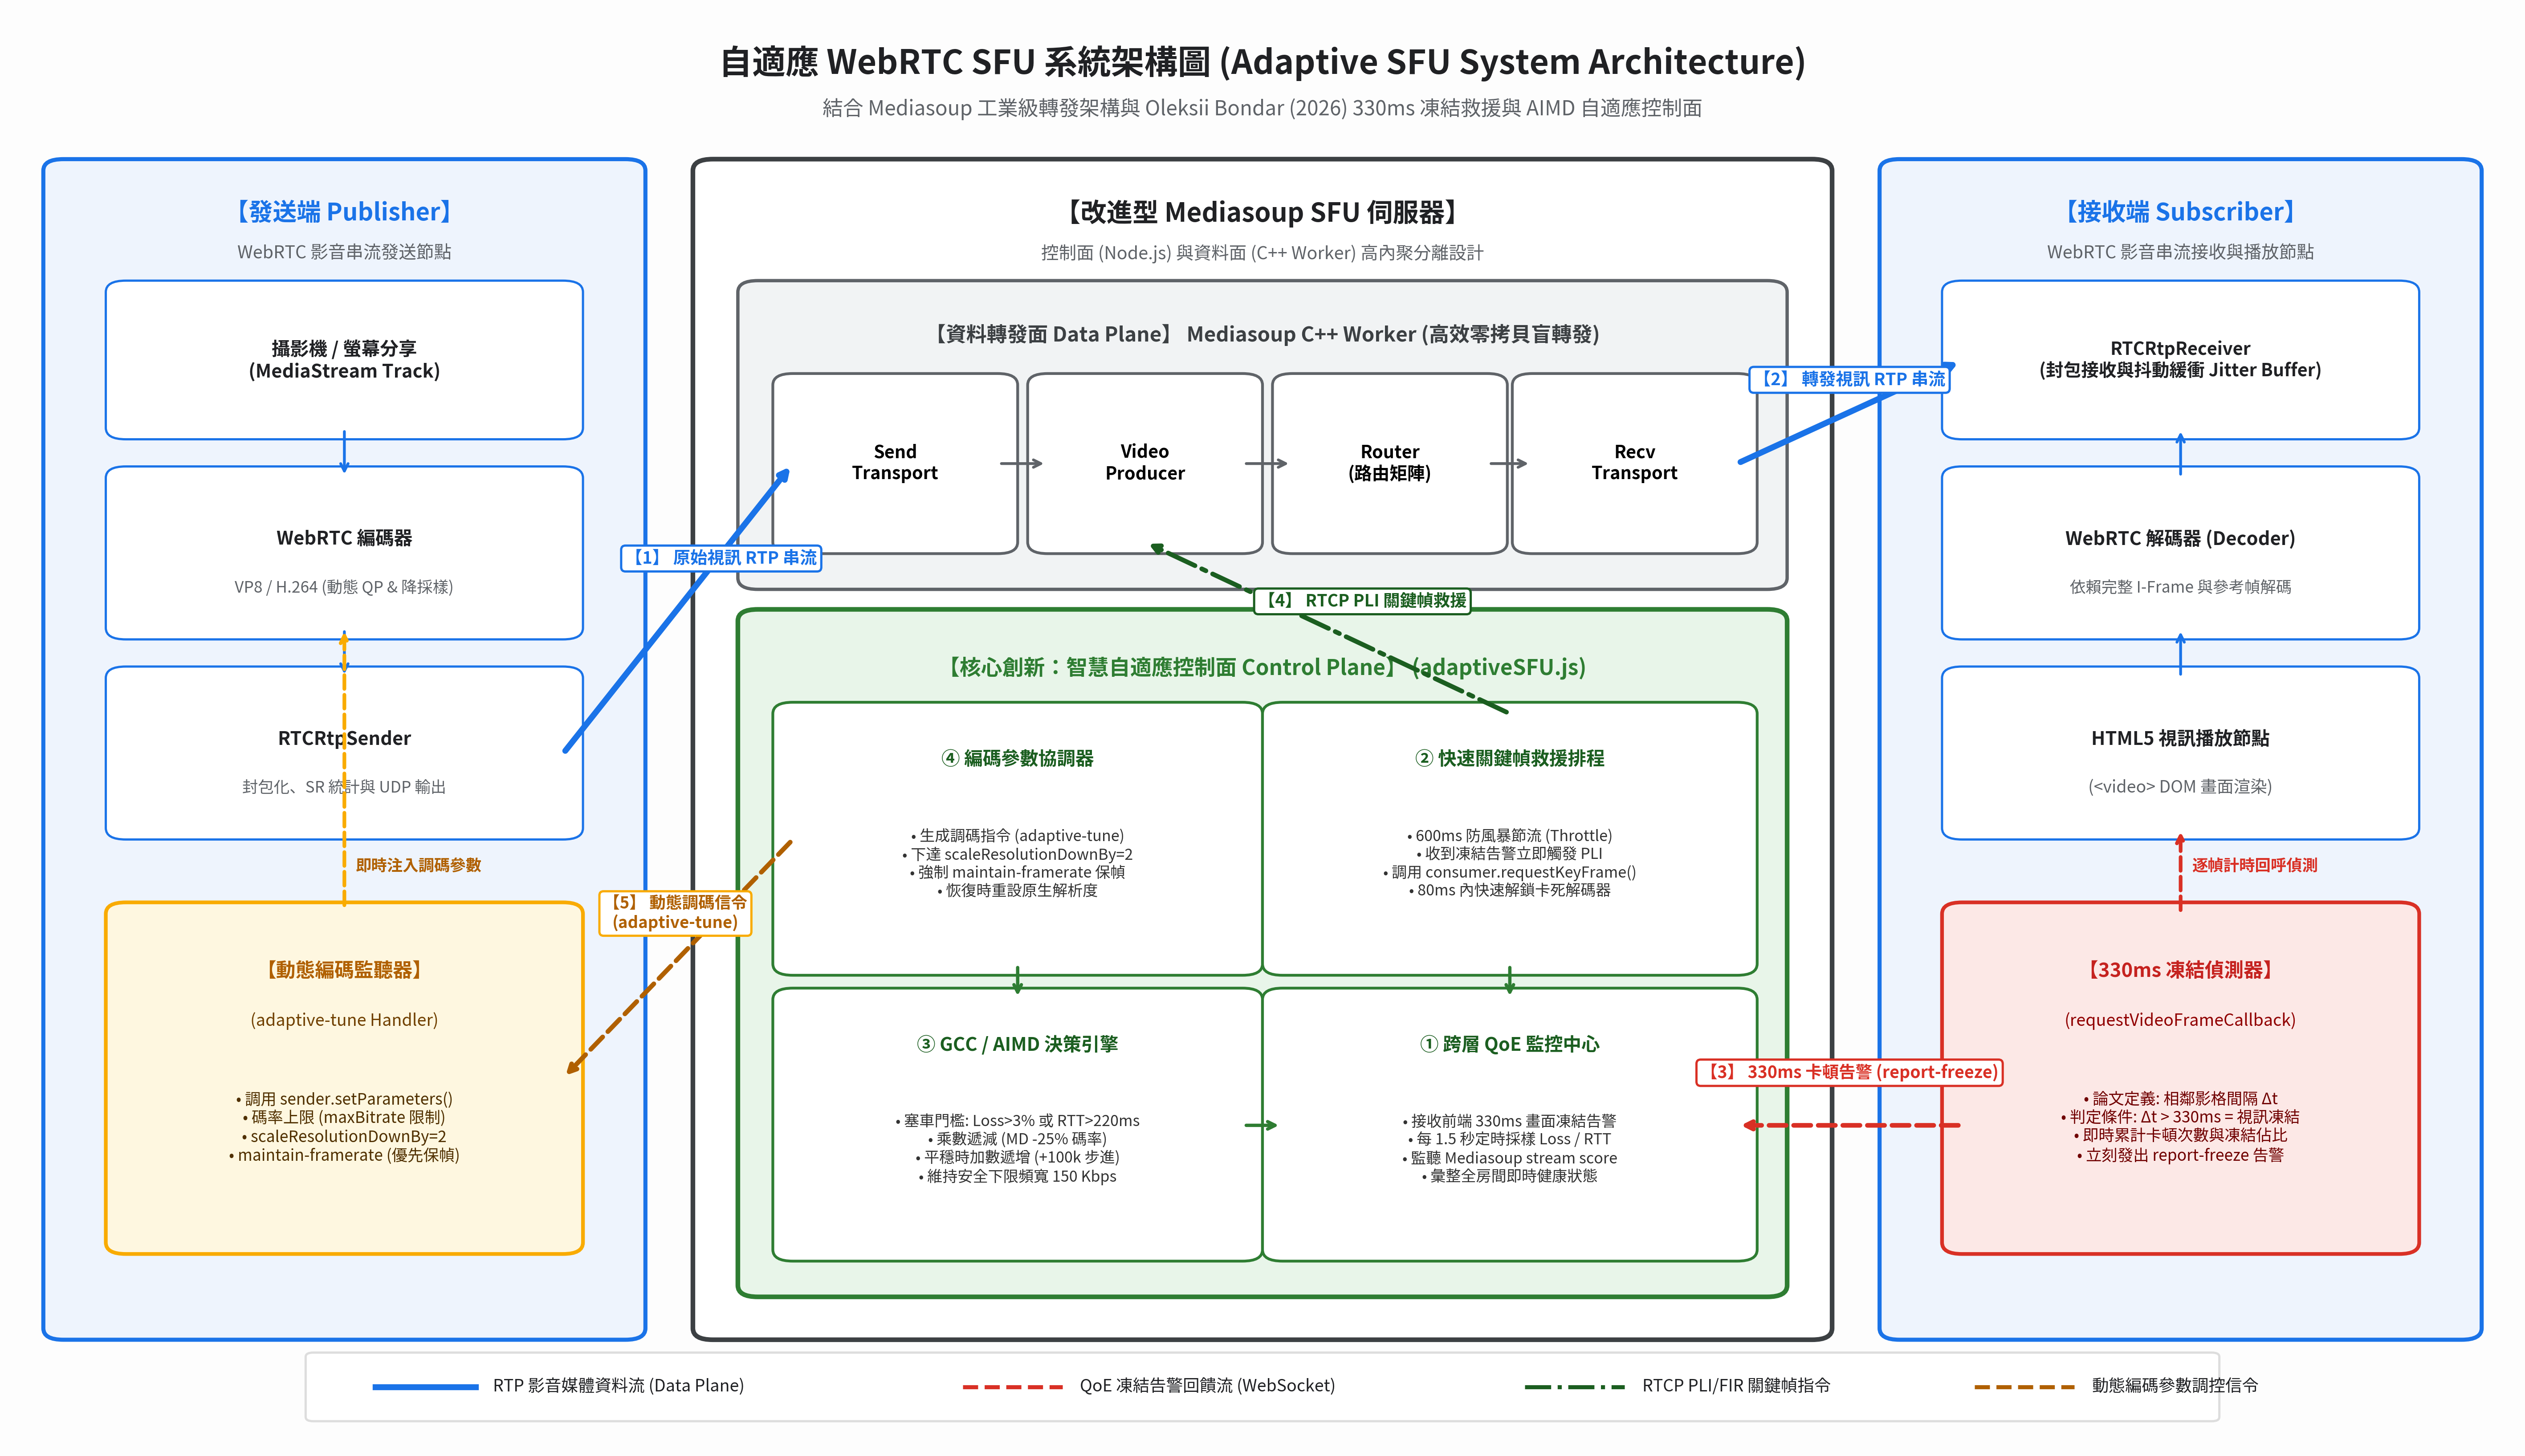 自適應 WebRTC SFU 系統架構圖 (Adaptive SFU System Architecture)
結合 Mediasoup 工業級轉發架構與 Oleksii Bondar (2026) 330ms 凍結救援與 AIMD 自適應控制面
【發送端 Publisher】
WebRTC 影音串流發送節點
攝影機 / 螢幕分享
(MediaStream Track)
WebRTC 編碼器
VP8 / H.264 (動態 QP & 降採樣)
RTCRtpSender
封包化、SR 統計與 UDP 輸出
即時注入調碼參數
【動態編碼監聽器】
(adaptive-tune Handler)
• 調用 sender.setParameters()
• 碼率上限 (maxBitrate 限制)
• scaleResolutionDownBy=2
• maintain-framerate (優先保幀)
【1】 原始視訊 RTP 串流
【5】 動態調碼信令
(adaptive-tune)
【改進型 Mediasoup SFU 伺服器】
控制面 (Node.js) 與資料面 (C++ Worker) 高內聚分離設計
【資料轉發面 Data Plane】 Mediasoup C++ Worker (高效零拷貝盲轉發)
Send
Transport
Video
Producer
Router
(路由矩陣)
Recv
Transport
【4】 RTCP PLI 關鍵幀救援
【核心創新：智慧自適應控制面 Control Plane】 (adaptiveSFU.js)
④ 編碼參數協調器
• 生成調碼指令 (adaptive-tune)
• 下達 scaleResolutionDownBy=2
• 強制 maintain-framerate 保幀
• 恢復時重設原生解析度
② 快速關鍵幀救援排程
• 600ms 防風暴節流 (Throttle)
• 收到凍結告警立即觸發 PLI
• 調用 consumer.requestKeyFrame()
• 80ms 內快速解鎖卡死解碼器
③ GCC / AIMD 決策引擎
• 塞車門檻: Loss>3% 或 RTT>220ms
• 乘數遞減 (MD -25% 碼率)
• 平穩時加數遞增 (+100k 步進)
• 維持安全下限頻寬 150 Kbps
① 跨層 QoE 監控中心
• 接收前端 330ms 畫面凍結告警
• 每 1.5 秒定時採樣 Loss / RTT
• 監聽 Mediasoup stream score
• 彙整全房間即時健康狀態
【2】 轉發視訊 RTP 串流
【3】 330ms 卡頓告警 (report-freeze)
【接收端 Subscriber】
WebRTC 影音串流接收與播放節點
RTCRtpReceiver
(封包接收與抖動緩衝 Jitter Buffer)
WebRTC 解碼器 (Decoder)
依賴完整 I-Frame 與參考幀解碼
HTML5 視訊播放節點
(<video> DOM 畫面渲染)
逐幀計時回呼偵測
【330ms 凍結偵測器】
(requestVideoFrameCallback)
• 論文定義: 相鄰影格間隔 Δt
• 判定條件: Δt > 330ms = 視訊凍結
• 即時累計卡頓次數與凍結佔比
• 立刻發出 report-freeze 告警
RTP 影音媒體資料流 (Data Plane)
QoE 凍結告警回饋流 (WebSocket)
RTCP PLI/FIR 關鍵幀指令
動態編碼參數調控信令